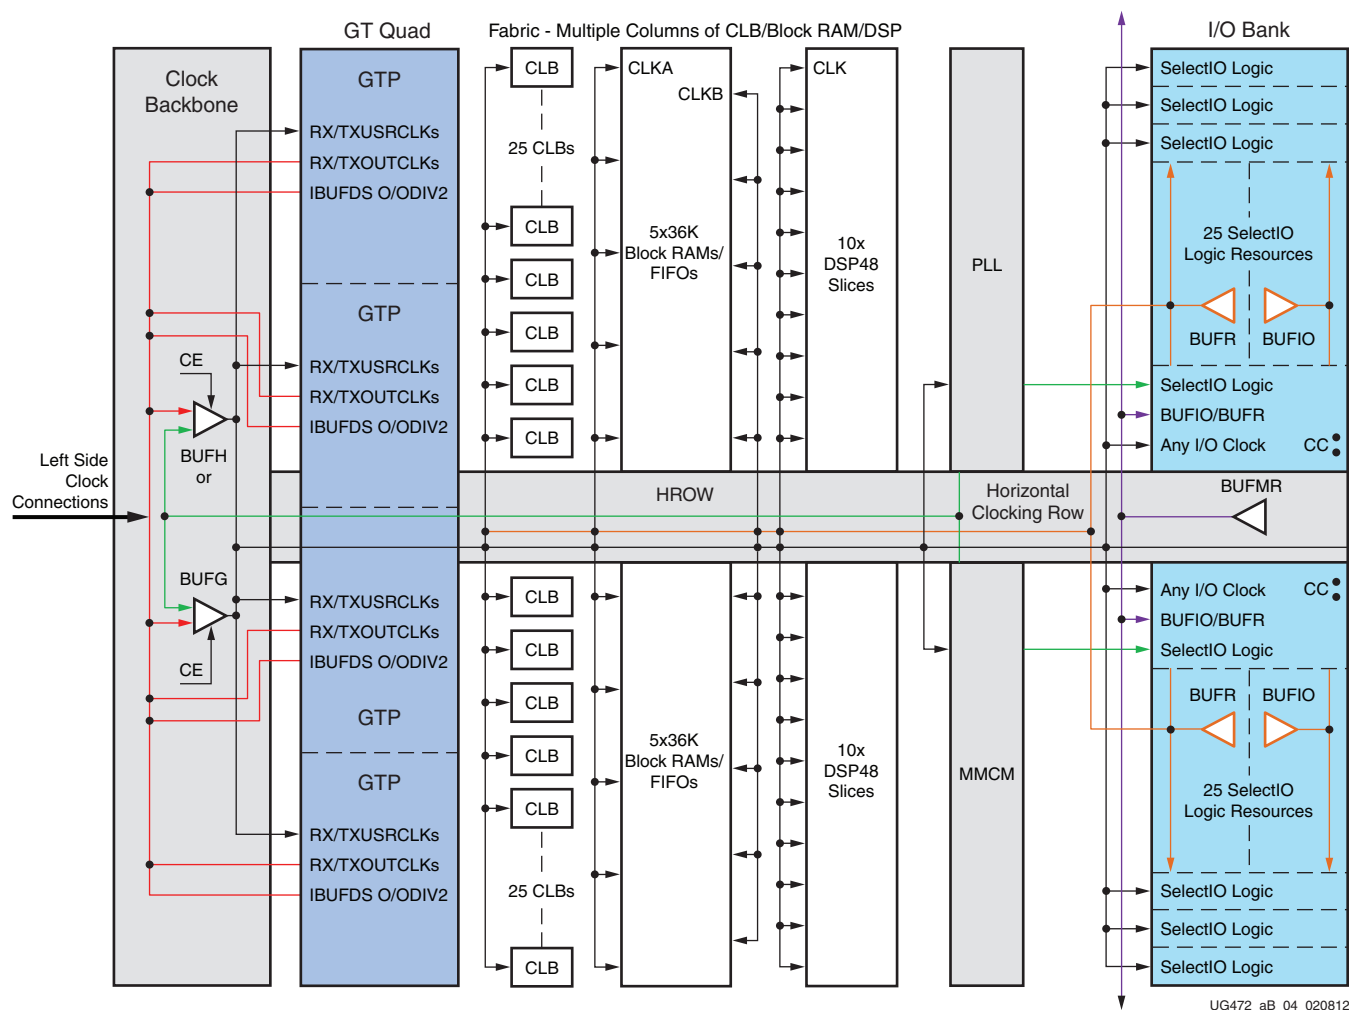 GT Quad
Fabric - Multiple Columns of CLB/Block RAM/DSP
I/O Bank
Clock
Backbone
GTP
RX/TXUSRCLKs
RX/TXOUTCLKs
IBUFDS O/ODIV2
GTP
RX/TXUSRCLKs
RX/TXOUTCLKs
IBUFDS O/ODIV2
CE
BUFH
or
Left Side
Clock
Connections
BUFG
CE
RX/TXUSRCLKs
RX/TXOUTCLKs
IBUFDS O/ODIV2
GTP
GTP
RX/TXUSRCLKs
RX/TXOUTCLKs
IBUFDS O/ODIV2
CLB
25 CLBs
CLB
CLB
CLB
CLB
CLB
CLKA
CLKB
5x36K
Block RAMs/
FIFOs
CLK
10x
DSP48
Slices
PLL
SelectIO Logic
SelectIO Logic
SelectIO Logic
25 SelectIO
Logic Resources
BUFR
BUFIO
SelectIO Logic
BUFIO/BUFR
Any I/O Clock
CC
HROW
Horizontal
Clocking Row
BUFMR
CLB
CLB
CLB
CLB
CLB
25 CLBs
CLB
5x36K
Block RAMs/
FIFOs
10x
DSP48
Slices
MMCM
Any I/O Clock
CC
BUFIO/BUFR
SelectIO Logic
BUFR
BUFIO
25 SelectIO
Logic Resources
SelectIO Logic
SelectIO Logic
SelectIO Logic
UG472_aB_04_020812